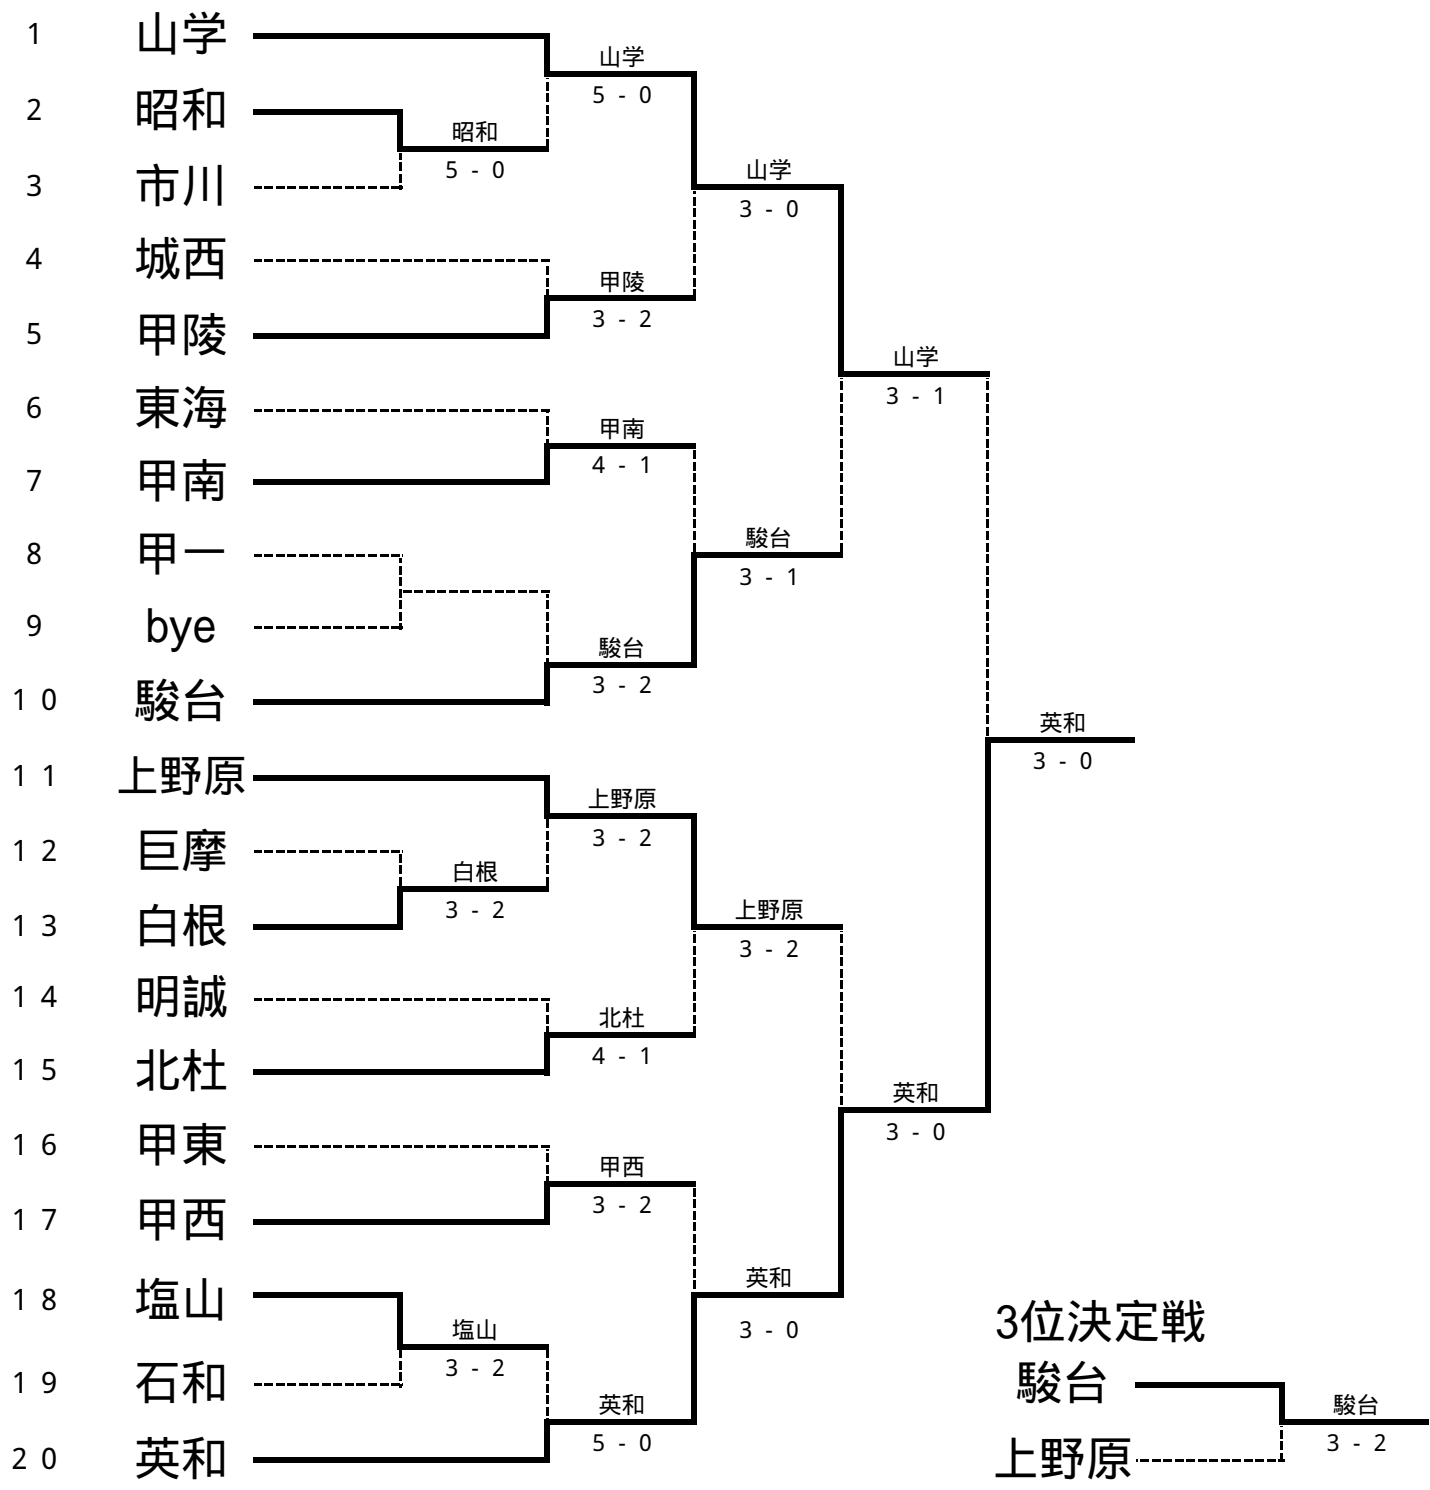 1 山学
山学
5 - 0
2 昭和
昭和
5 - 0
3 市川
山学
3 - 0
4 城西
甲陵
3 - 2
5 甲陵
山学
3 - 1
6 東海
甲南
4 - 1
7 甲南
駿台
3 - 1
8 甲一
9 bye
駿台
3 - 2
10 駿台
英和
3 - 0
11 上野原
上野原
3 - 2
12 巨摩
白根
3 - 2
13 白根
上野原
3 - 2
14 明誠
北杜
4 - 1
15 北杜
英和
3 - 0
16 甲東
甲西
3 - 2
17 甲西
英和
3 - 0
18 塩山
塩山
3 - 2
19 石和
英和
5 - 0
20 英和
3位決定戦
駿台
駿台
3 - 2
上野原